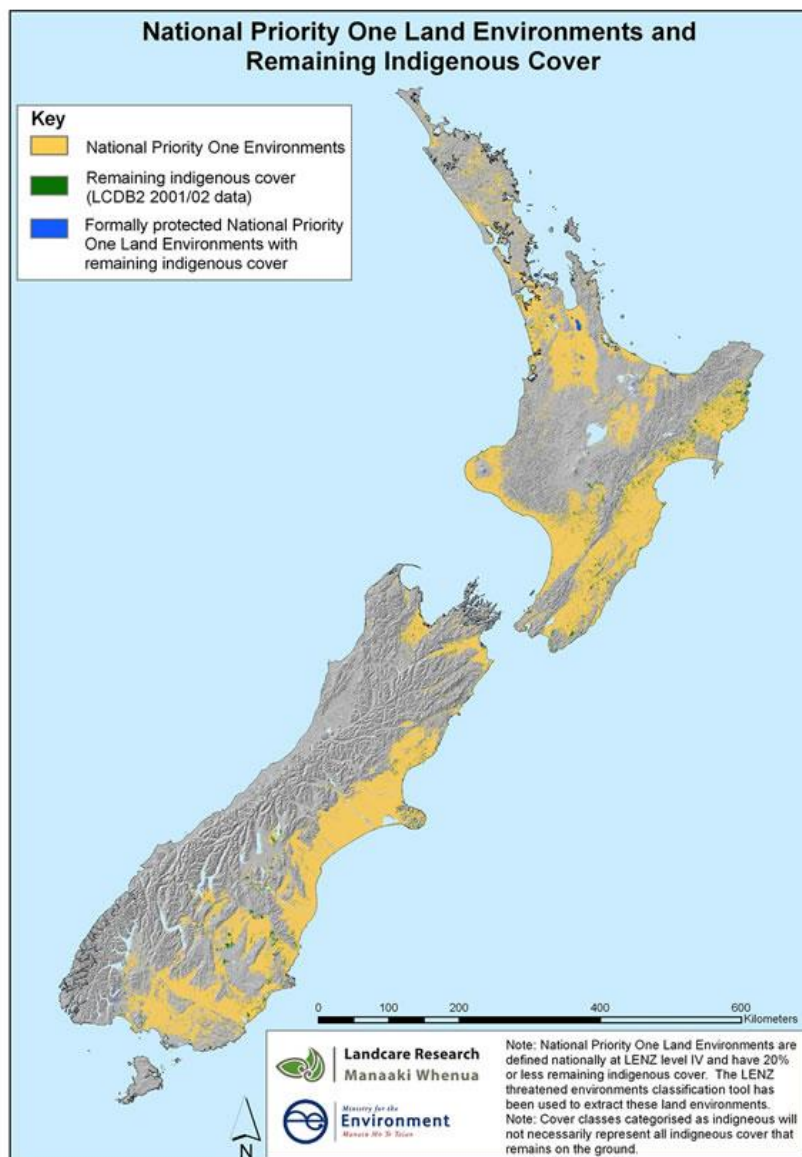 National Priority One Land Environments and
Remaining Indigenous Cover
Key
National Priority One Environments
Remaining indigenous cover
(LCDB2 2001/02 data)
Formally protected National Priority
One Land Environments with
remaining indigenous cover
0 100 200 400 600
Kilometers
Landcare Research
Manaaki Whenua
Ministry for the
Environment
Manatū Mō Te Taiao
N
Note: National Priority One Land Environments are
defined nationally at LENZ level IV and have 20%
or less remaining indigenous cover. The LENZ
threatened environments classification tool has
been used to extract these land environments.
Note: Cover classes categorised as indigneous will
not necessarily represent all indigneous cover that
remains on the ground.